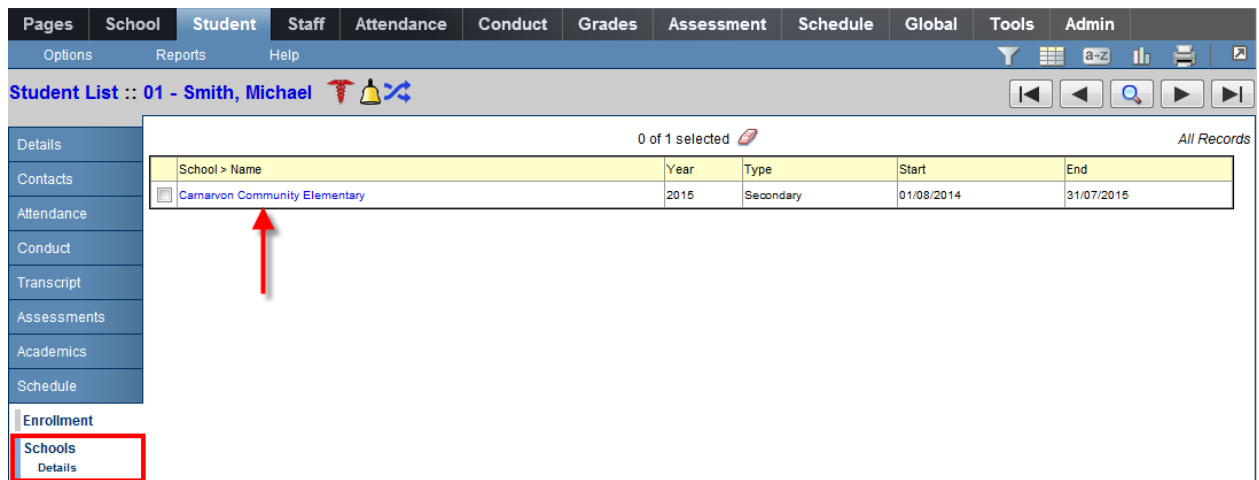 Pages School Student Staff Attendance Conduct Grades Assessment Schedule Global Tools Admin
Options Reports Help a-z
Student List :: 01 - Smith, Michael
0 of 1 selected All Records
Details
Contacts
Attendance
Conduct
Transcript
Assessments
Academics
Schedule
Enrollment
Schools
Details
School > Name Year Type Start End
Carnarvon Community Elementary 2015 Secondary 01/08/2014 31/07/2015